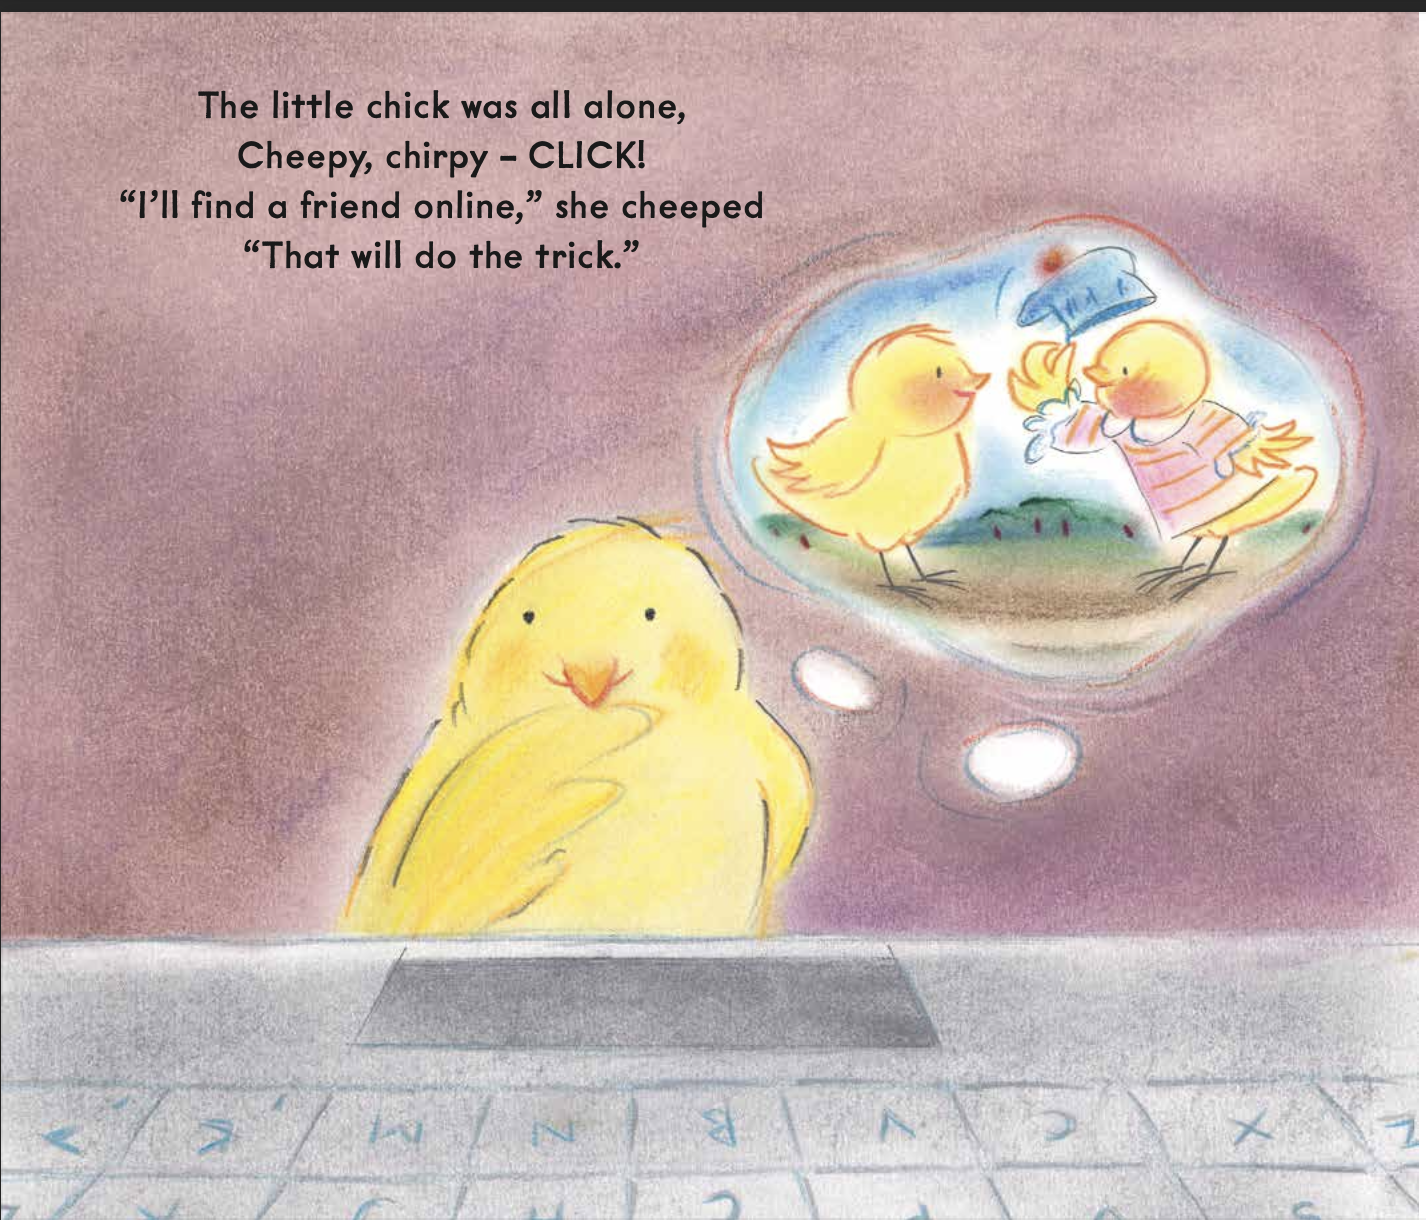 The little chick was all alone,
Cheepy, chirpy – CLICK!
“I’ll find a friend online,” she cheeped
“That will do the trick.”
M N B V C X Z